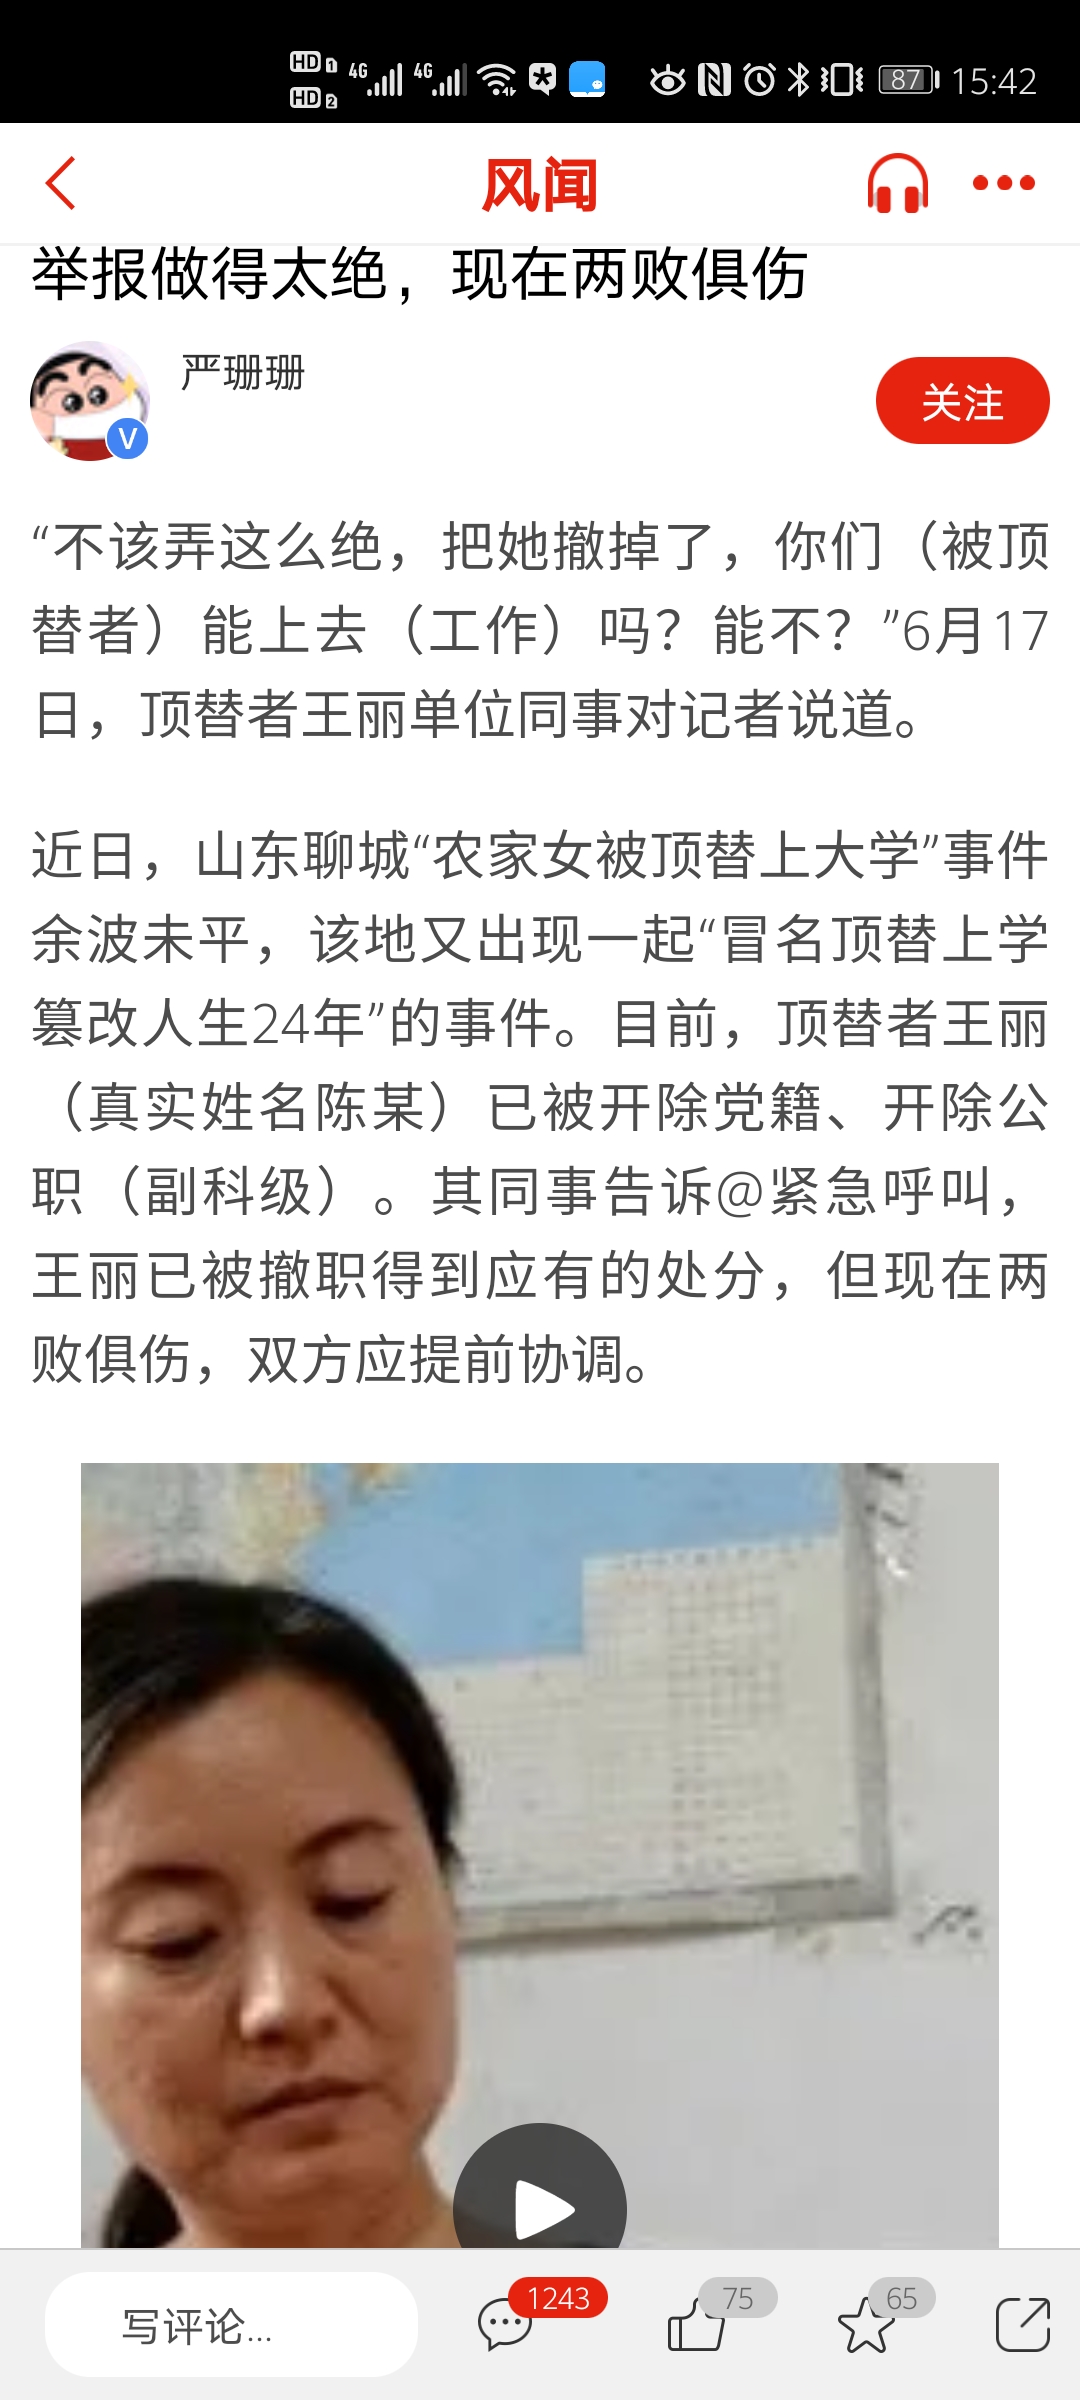 HD 1 4G 4G 87 15:42
HD 2
风闻
举报做得太绝，现在两败俱伤
严珊珊
V
关注
“不该弄这么绝，把她撤掉了，你们（被顶
替者）能上去（工作）吗？能不？”6月17
日，顶替者王丽单位同事对记者说道。
近日，山东聊城“农家女被顶替上大学”事件
余波未平，该地又出现一起“冒名顶替上学
篡改人生24年”的事件。目前，顶替者王丽
（真实姓名陈某）已被开除党籍、开除公
职（副科级）。其同事告诉@紧急呼叫，
王丽已被撤职得到应有的处分，但现在两
败俱伤，双方应提前协调。
写评论...
1243
75
65